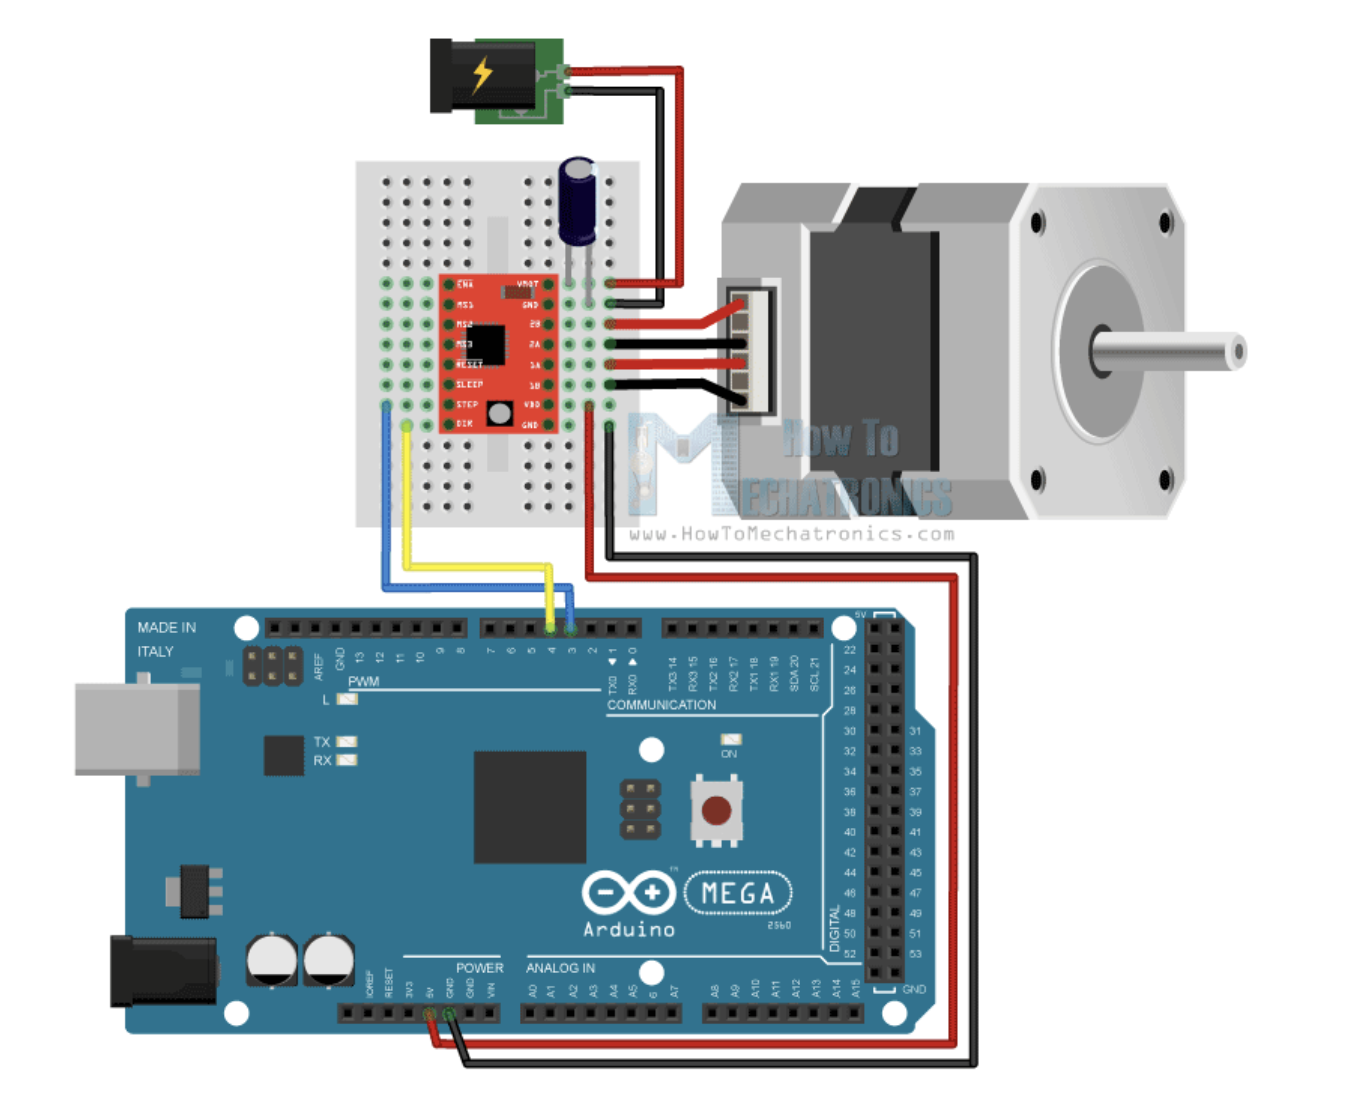 ENA VMOT
MS1 GND
MS2 2B
MS3 2A
RESET 1A
SLEEP 1B
STEP VDD
DIR GND
How To
MECHATRONICS
www.HowToMechatronics.com
MADE IN
ITALY
AREF
GND
13
12
11
10
9
8
7
6
5
4
3
2
TX0 ◀ 1
RX0 ▶ 0
TX3 14
RX3 15
TX2 16
RX2 17
TX1 18
RX1 19
SDA 20
SCL 21
PWM
COMMUNICATION
L
TX
RX
ON
5V
22
24
26
28
30 31
32 33
34 35
36 37
38 39
40 41
42 43
44 45
46 47
48 49
50 51
52 53
GND
DIGITAL
™
MEGA
2560
Arduino
POWER
ANALOG IN
IOREF
RESET
3V3
5V
GND
GND
VIN
A0
A1
A2
A3
A4
A5
6
A7
A8
A9
A10
A11
A12
A13
A14
A15